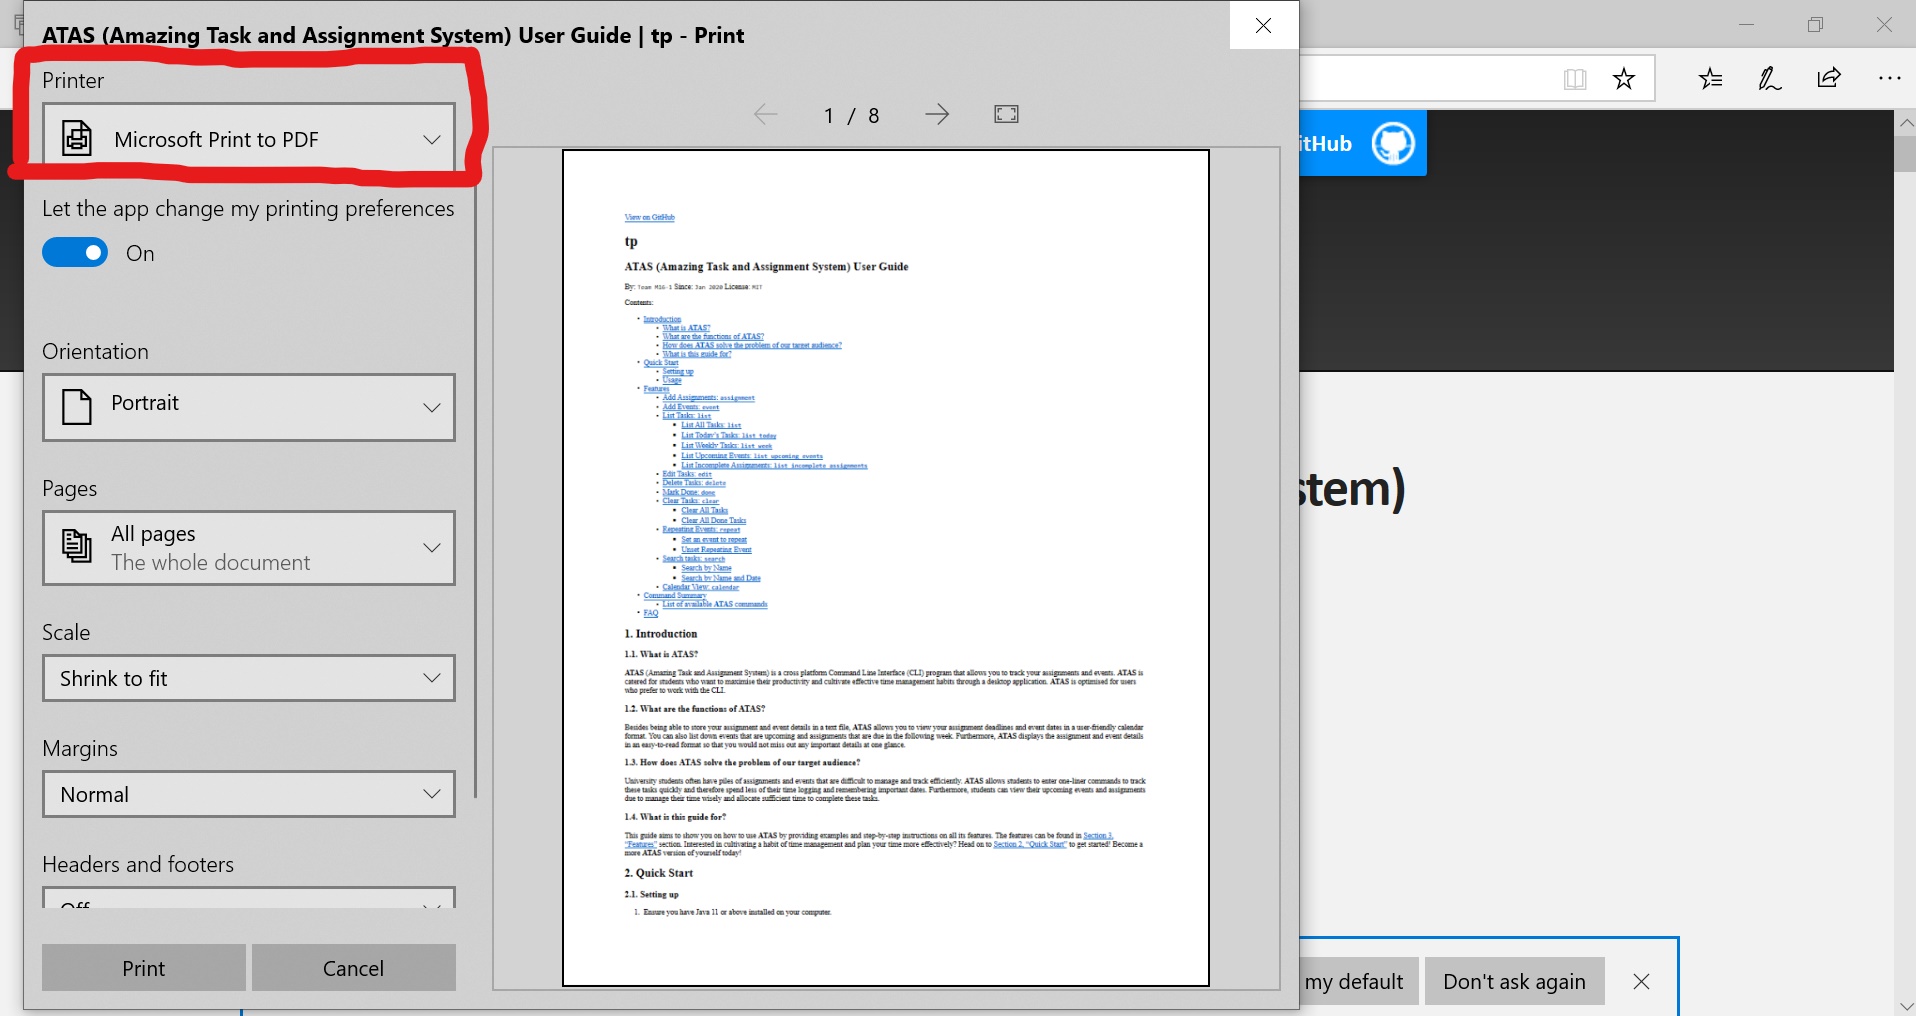 ATAS (Amazing Task and Assignment System) User Guide | tp - Print
Printer
Microsoft Print to PDF
Let the app change my printing preferences
On
Orientation
Portrait
Pages
All pages
The whole document
Scale
Shrink to fit
Margins
Normal
Headers and footers
Off
Print
Cancel
1 / 8
View on GitHub
tp
ATAS (Amazing Task and Assignment System) User Guide
By: Team M16-1 Since: Jan 2020 License: MIT
Contents:
• Introduction
• What is ATAS?
• What are the functions of ATAS?
• How does ATAS solve the problem of our target audience?
• What is this guide for?
• Quick Start
• Setting up
• Usage
• Features
• Add Assignments: assignment
• Add Events: event
• List Tasks: list
• List All Tasks: list
• List Today's Tasks: list today
• List Weekly Tasks: list week
• List Upcoming Events: list upcoming events
• List Incomplete Assignments: list incomplete assignments
• Edit Tasks: edit
• Delete Tasks: delete
• Mark Done: done
• Clear Tasks: clear
• Clear All Tasks
• Clear All Done Tasks
• Repeating Events: repeat
• Set an event to repeat
• Unset Repeating Event
• Search tasks: search
• Search by Name
• Search by Name and Date
• Calendar View: calendar
• Command Summary
• List of available ATAS commands
• FAQ
1. Introduction
1.1. What is ATAS?
ATAS (Amazing Task and Assignment System) is a cross platform Command Line Interface (CLI) program that allows you to track your assignments and events. ATAS is
catered for students who want to maximise their productivity and cultivate effective time management habits through a desktop application. ATAS is optimised for users
who prefer to work with the CLI.
1.2. What are the functions of ATAS?
Besides being able to store your assignment and event details in a text file, ATAS allows you to view your assignment deadlines and event dates in a user-friendly calendar
format. You can also list down events that are upcoming and assignments that are due in the following week. Furthermore, ATAS displays the assignment and event details
in an easy-to-read format so that you would not miss out any important details at one glance.
1.3. How does ATAS solve the problem of our target audience?
University students often have piles of assignments and events that are difficult to manage and track efficiently. ATAS allows students to enter one-liner commands to track
these tasks quickly and therefore spend less of their time logging and remembering important dates. Furthermore, students can view their upcoming events and assignments
due to manage their time wisely and allocate sufficient time to complete these tasks.
1.4. What is this guide for?
This guide aims to show you on how to use ATAS by providing examples and step-by-step instructions on all its features. The features can be found in Section 3,
"Features" section. Interested in cultivating a habit of time management and plan your time more effectively? Head on to Section 2, "Quick Start" to get started! Become a
more ATAS version of yourself today!
2. Quick Start
2.1. Setting up
1. Ensure you have Java 11 or above installed on your computer.
itHub
stem)
my default
Don't ask again